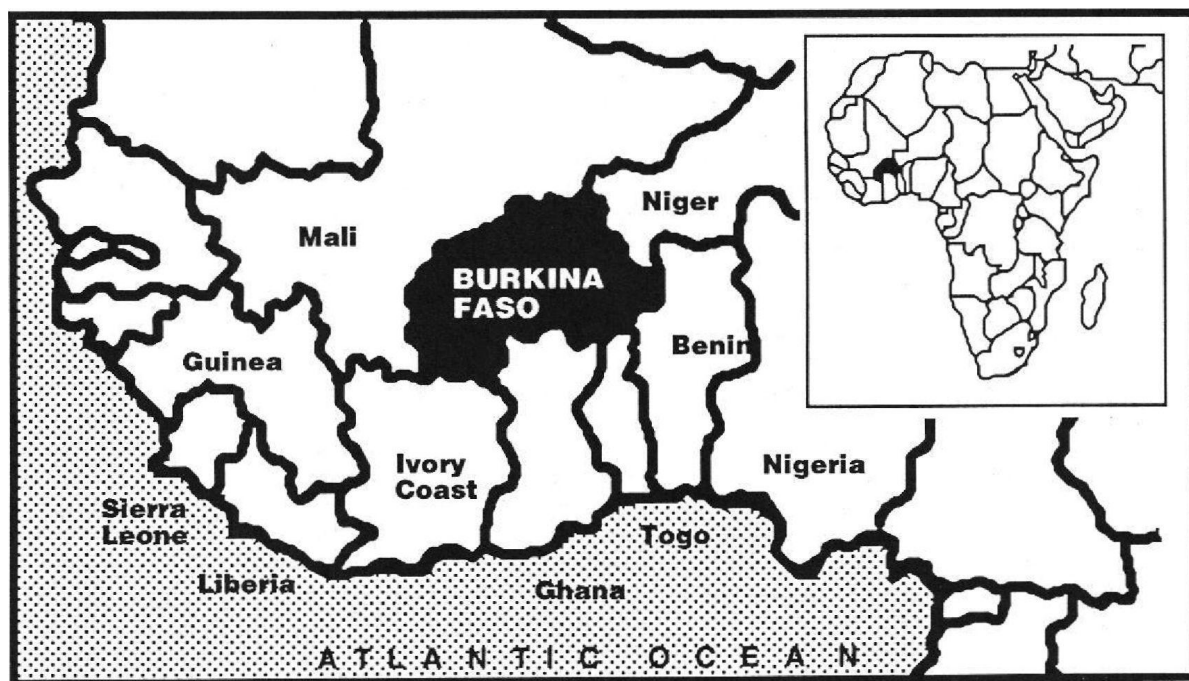 Niger
Mali
BURKINA
FASO
Benin
Guinea
Ivory
Coast
Nigeria
Sierra
Leone
Togo
Liberia
Ghana
ATLANTIC OCEAN